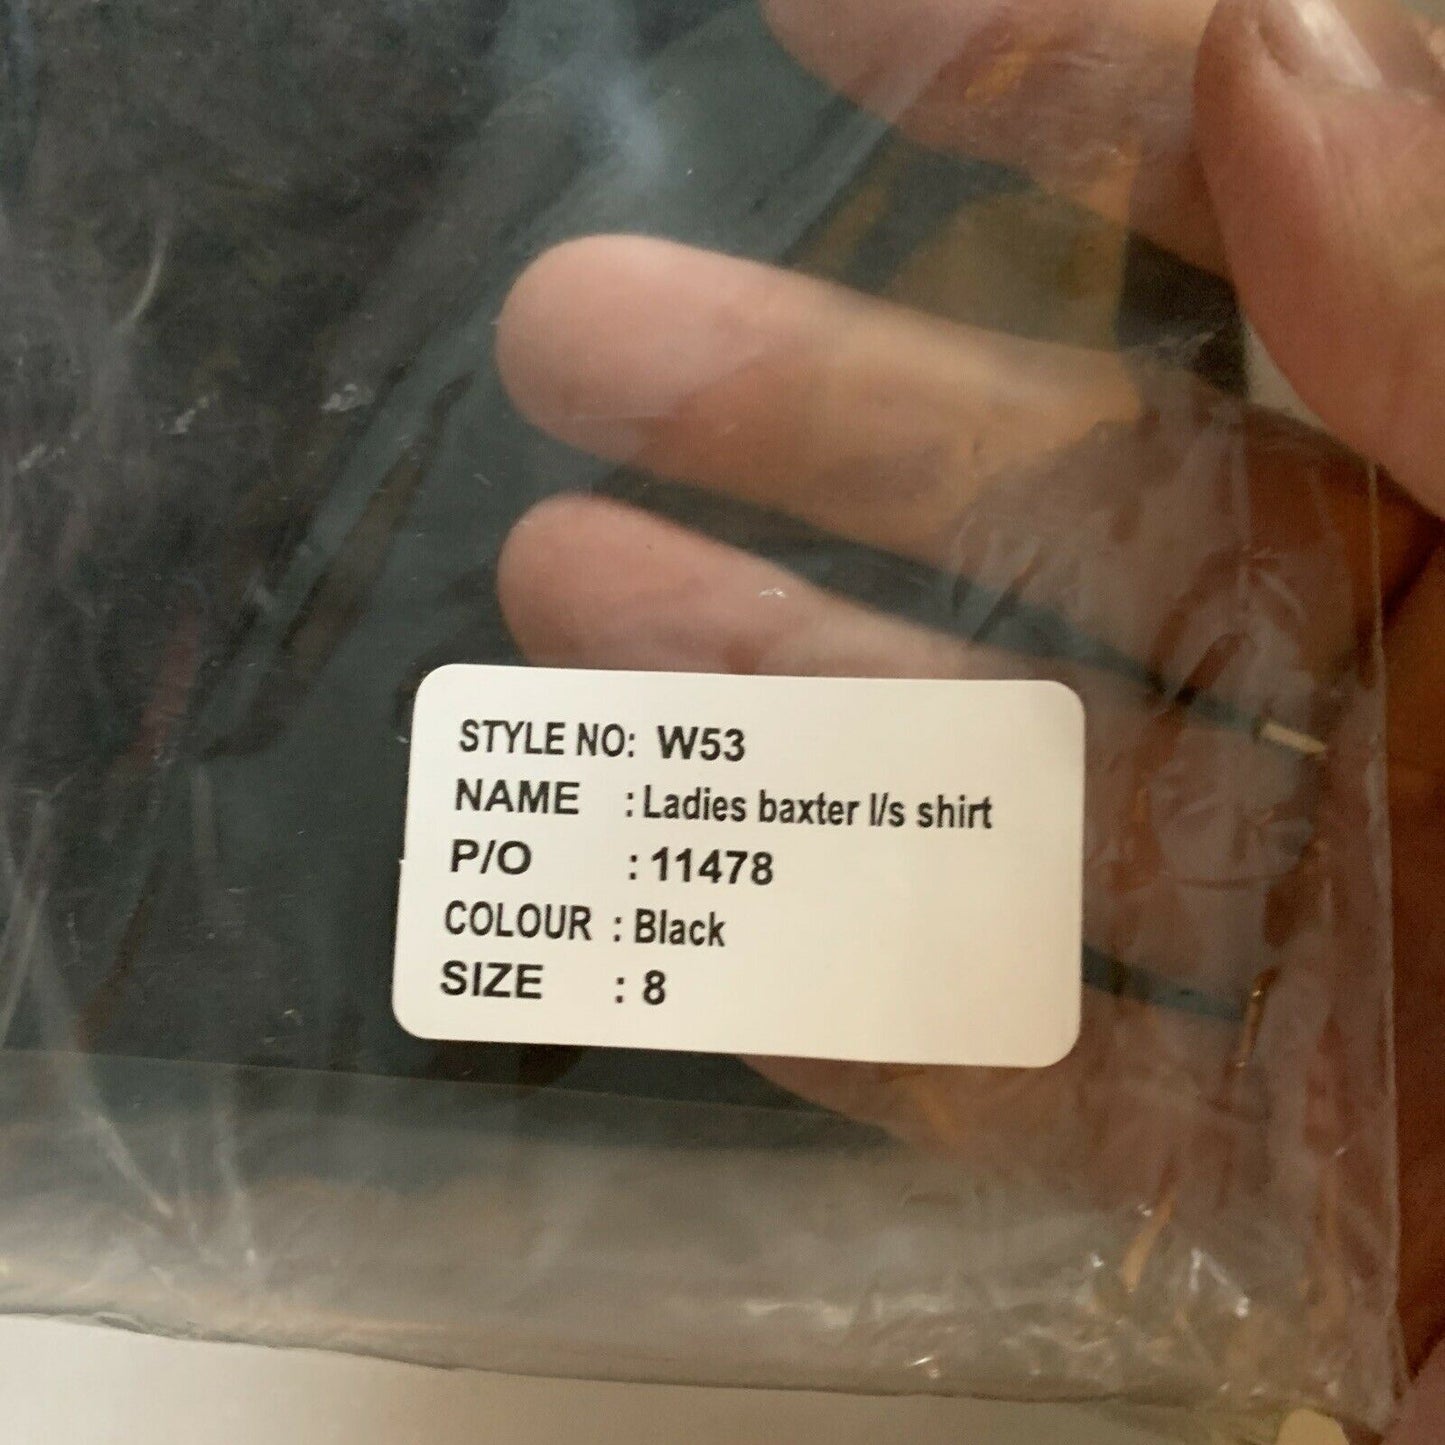 STYLE NO: W53
NAME : Ladies baxter l/s shirt
P/O : 11478
COLOUR : Black
SIZE : 8